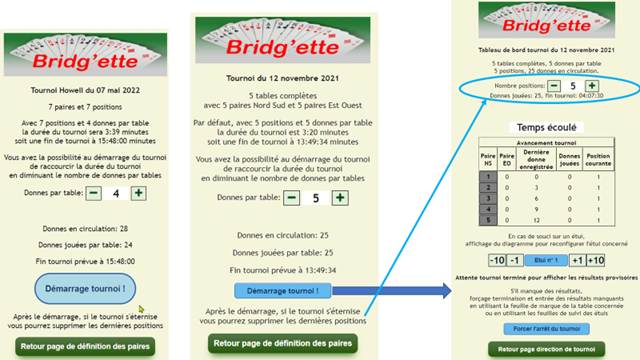 Bridg'ette
Tournoi Howell du 07 mai 2022
7 paires et 7 positions
Avec 7 positions et 4 donnes par table
la durée du tournoi sera 3:39 minutes
soit une fin de tournoi à 15:48:00 minutes
Vous avez la possibilité au démarrage du tournoi
de raccourcir la durée du tournoi
en diminuant le nombre de donnes par table
Donnes par table: − 4 +
Donnes en circulation: 28
Donnes jouées par table: 24
Fin tournoi prévue à 15:48:00
Démarrage tournoi !
Après le démarrage, si le tournoi s'éternise
vous pourrez supprimer les dernières positions
Retour page de définition des paires
Bridg'ette
Tournoi du 12 novembre 2021
5 tables complètes
avec 5 paires Nord Sud et 5 paires Est Ouest
Par défaut, avec 5 positions et 5 donnes par table
la durée du tournoi est 3:20 minutes
soit une fin de tournoi à 13:49:34 minutes
Vous avez la possibilité au démarrage du tournoi
de raccourcir la durée du tournoi
en diminuant le nombre de donnes par table
Donnes par table: − 5 +
Donnes en circulation: 25
Donnes jouées par table: 25
Fin tournoi prévue à 13:49:34
Démarrage tournoi !
Après le démarrage, si le tournoi s'éternise
vous pourrez supprimer les dernières positions
Retour page de définition des paires
Bridg'ette
Tableau de bord tournoi du 12 novembre 2021
5 tables complètes, 5 donnes par table
5 positions, 25 donnes en circulation.
Nombre positions: − 5 +
Donnes jouées: 25, fin tournoi: 04:07:30
Temps écoulé
Avancement tournoi
Paire NS Paire EO Dernière donne enregistrée Donnes jouées Position courante
1 0 0 0 1
2 0 3 0 1
3 0 6 0 1
4 0 9 0 1
5 0 12 0 1
En cas de souci sur un étui,
affichage du diagramme pour reconfigurer l'étui concerné
-10 -1 Etui n° 1 +1 +10
Attente tournoi terminé pour afficher les résultats provisoires
S'il manque des résultats,
forçage terminaison et entrée des résultats manquants
en utilisant la feuille de marque de la table concernée
ou en utilisant les feuilles de suivi des étuis
Forcer l'arrêt du tournoi
Retour page direction de tournoi